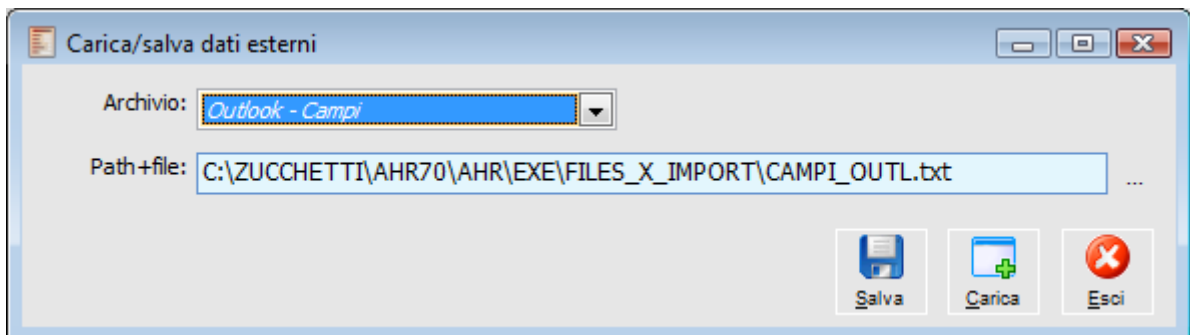 Carica/salva dati esterni
Archivio: Outlook - Campi
Path+file: C:\ZUCCHETTI\AHR70\AHR\EXE\FILES_X_IMPORT\CAMPI_OUTL.txt ...
Salva Carica Esci